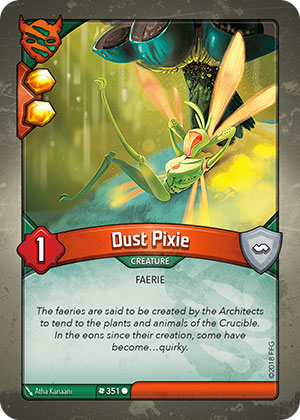 1
Dust Pixie
CREATURE
FAERIE
The faeries are said to be created by the Architects
to tend to the plants and animals of the Crucible.
In the eons since their creation, some have
become…quirky.
©2018 FFG
Atha Kanaani
351